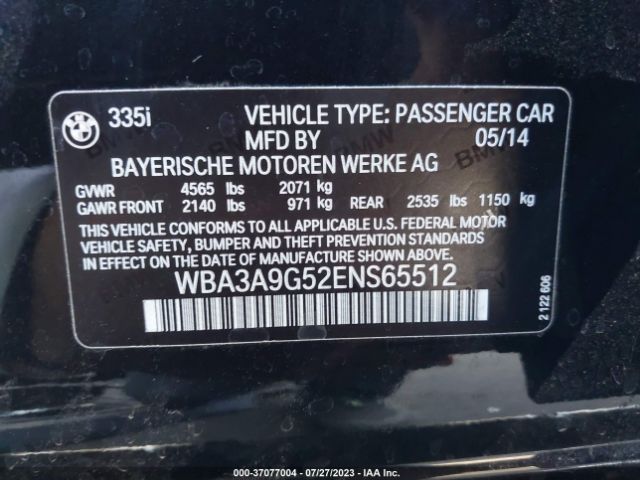 335i VEHICLE TYPE: PASSENGER CAR
MFD BY 05/14
BAYERISCHE MOTOREN WERKE AG
GVWR 4565 lbs 2071 kg
GAWR FRONT 2140 lbs 971 kg REAR 2535 lbs 1150 kg
THIS VEHICLE CONFORMS TO ALL APPLICABLE U.S. FEDERAL MOTOR
VEHICLE SAFETY, BUMPER, AND THEFT PREVENTION STANDARDS
IN EFFECT ON THE DATE OF MANUFACTURE SHOWN ABOVE.
WBA3A9G52ENS65512
2 122 606
000-37077004 / 07/27/2023 - IAA Inc.